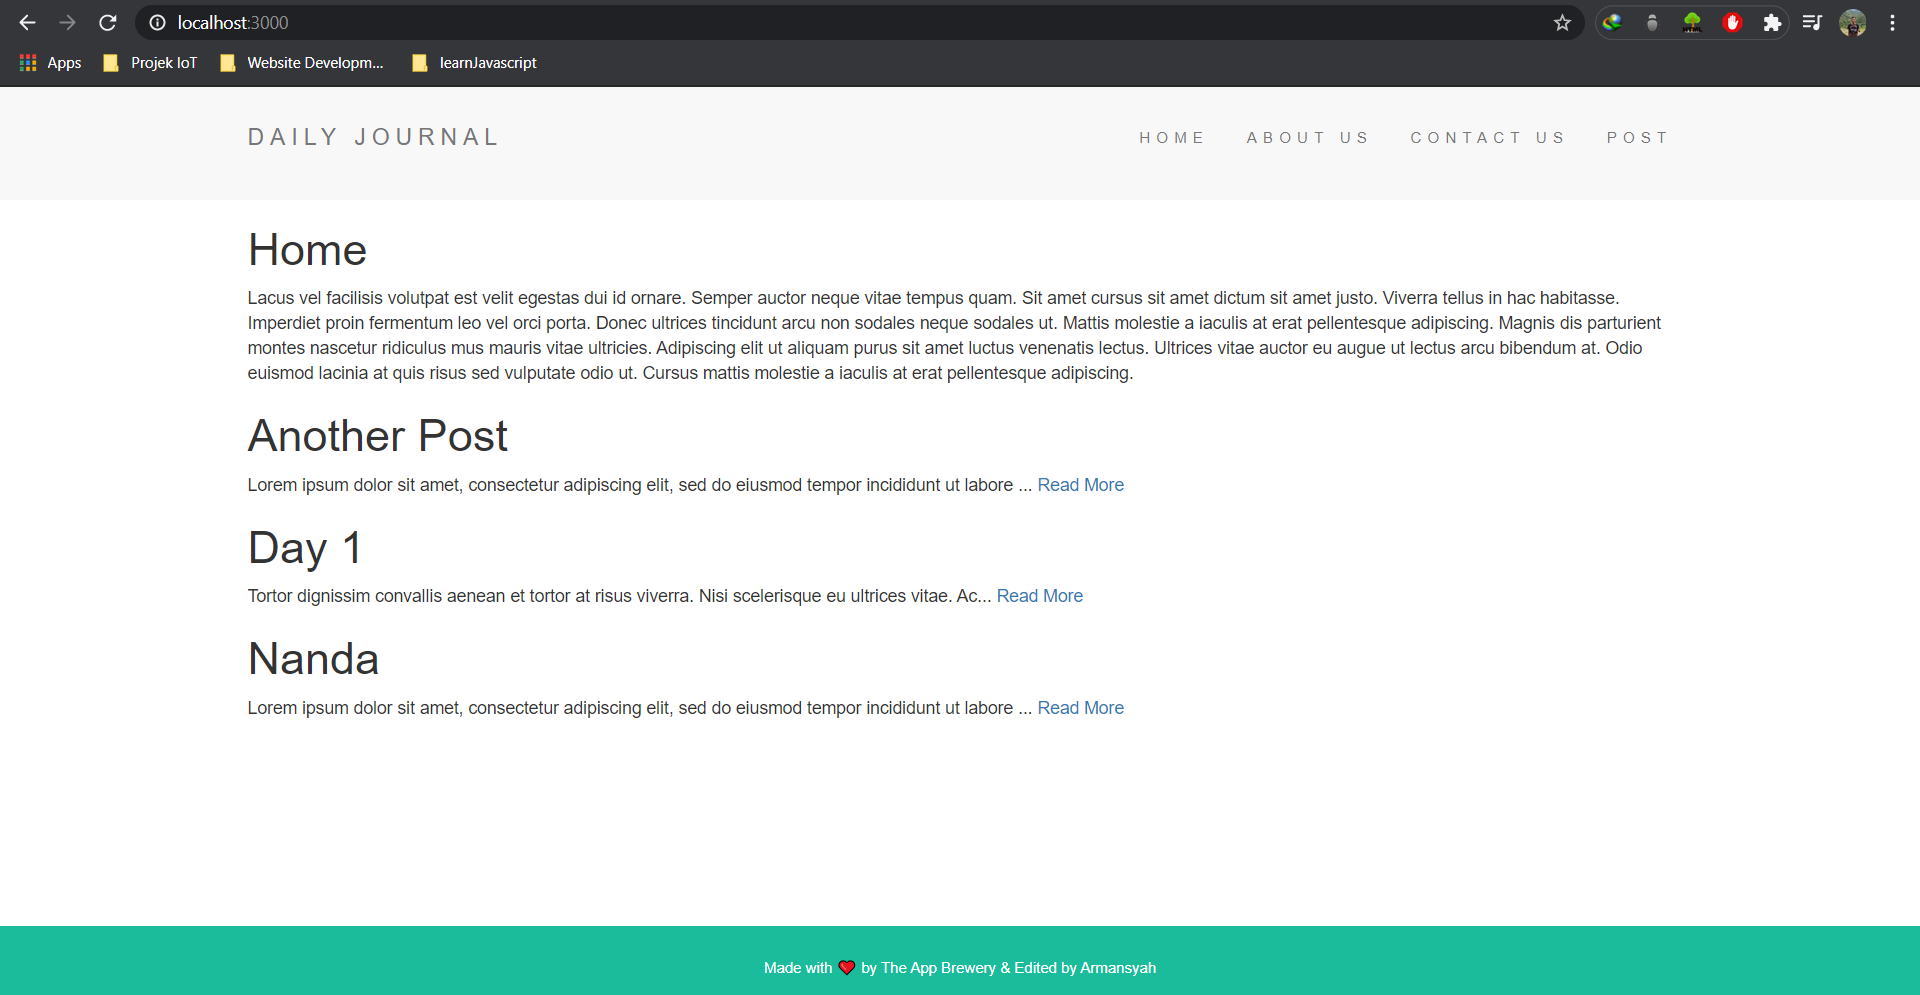 localhost:3000
Apps Projek IoT Website Developm... learnJavascript
DAILY JOURNAL HOME ABOUT US CONTACT US POST
Home
Lacus vel facilisis volutpat est velit egestas dui id ornare. Semper auctor neque vitae tempus quam. Sit amet cursus sit amet dictum sit amet justo. Viverra tellus in hac habitasse.
Imperdiet proin fermentum leo vel orci porta. Donec ultrices tincidunt arcu non sodales neque sodales ut. Mattis molestie a iaculis at erat pellentesque adipiscing. Magnis dis parturient
montes nascetur ridiculus mus mauris vitae ultricies. Adipiscing elit ut aliquam purus sit amet luctus venenatis lectus. Ultrices vitae auctor eu augue ut lectus arcu bibendum at. Odio
euismod lacinia at quis risus sed vulputate odio ut. Cursus mattis molestie a iaculis at erat pellentesque adipiscing.
Another Post
Lorem ipsum dolor sit amet, consectetur adipiscing elit, sed do eiusmod tempor incididunt ut labore ... Read More
Day 1
Tortor dignissim convallis aenean et tortor at risus viverra. Nisi scelerisque eu ultrices vitae. Ac... Read More
Nanda
Lorem ipsum dolor sit amet, consectetur adipiscing elit, sed do eiusmod tempor incididunt ut labore ... Read More
Made with ❤ by The App Brewery & Edited by Armansyah